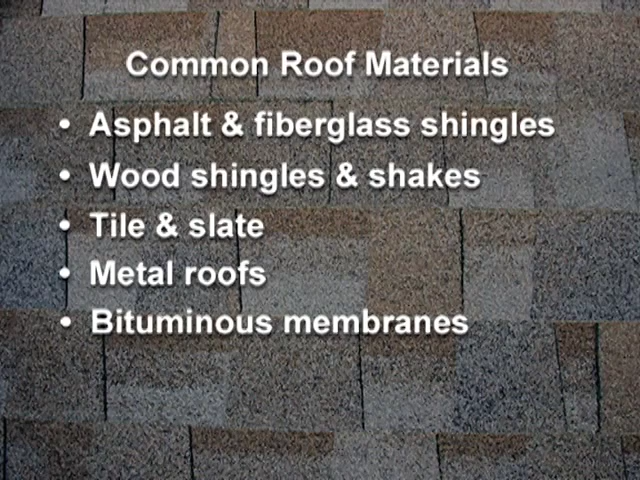 Common Roof Materials
• Asphalt & fiberglass shingles
• Wood shingles & shakes
• Tile & slate
• Metal roofs
• Bituminous membranes